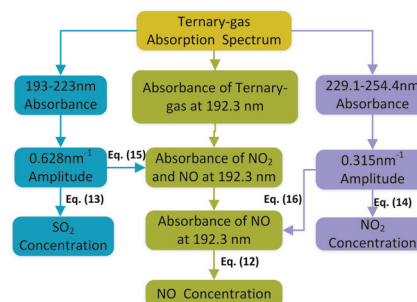 Ternary-gas
Absorption Spectrum
193-223nm
Absorbance
Absorbance of Ternary-
gas at 192.3 nm
229.1-254.4nm
Absorbance
0.628nm⁻¹
Amplitude
Eq. (15)
Absorbance of NO₂
and NO at 192.3 nm
0.315nm⁻¹
Amplitude
Eq. (13)
Eq. (16)
Eq. (14)
SO₂
Concentration
Absorbance of NO
at 192.3 nm
NO₂
Concentration
Eq. (12)
NO Concentration